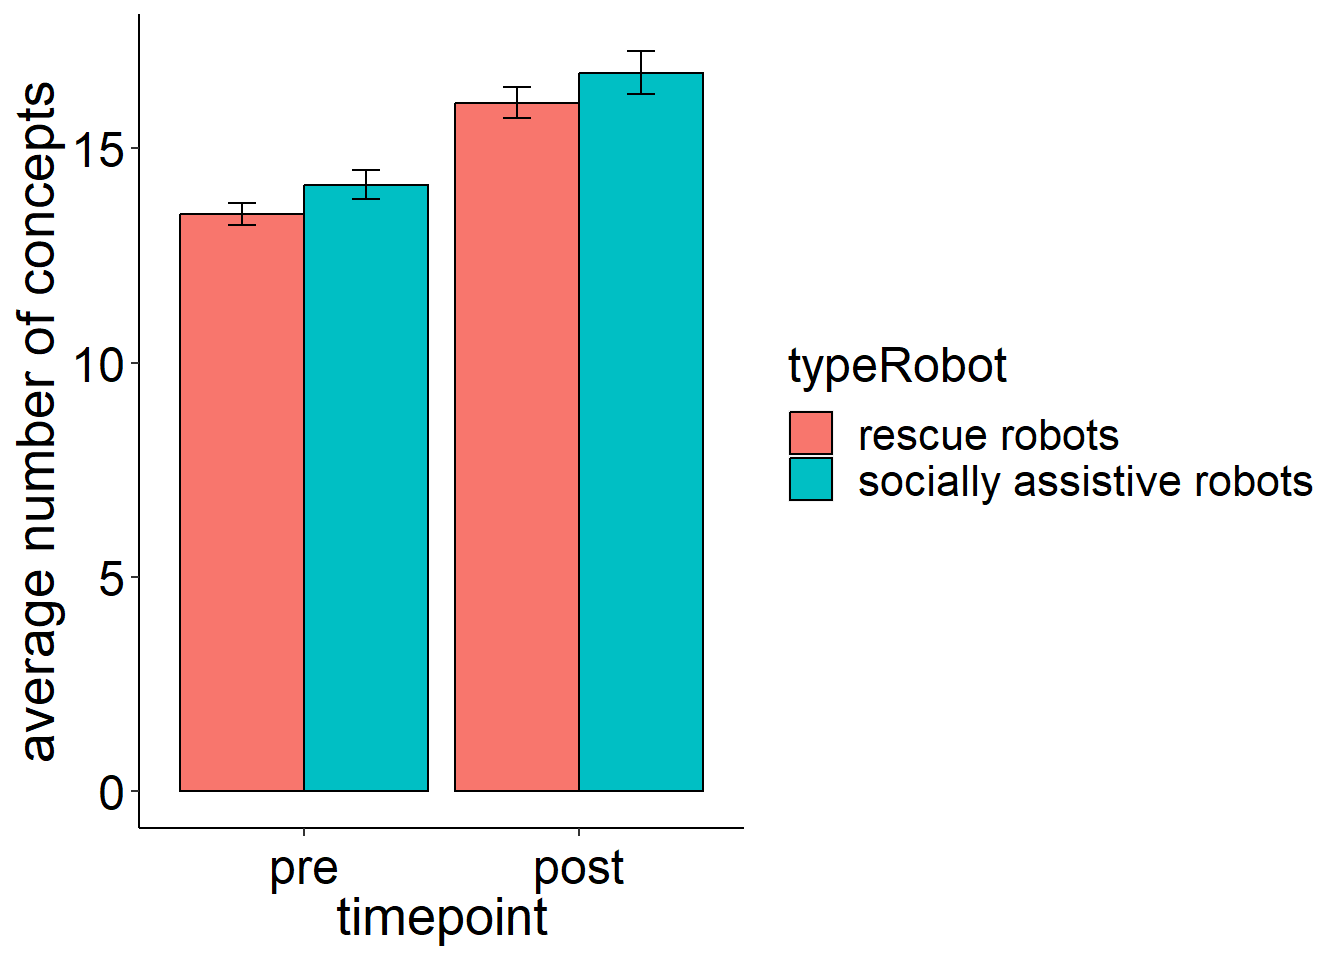 average number of concepts
15
10
5
0
pre
post
timepoint
typeRobot
rescue robots
socially assistive robots